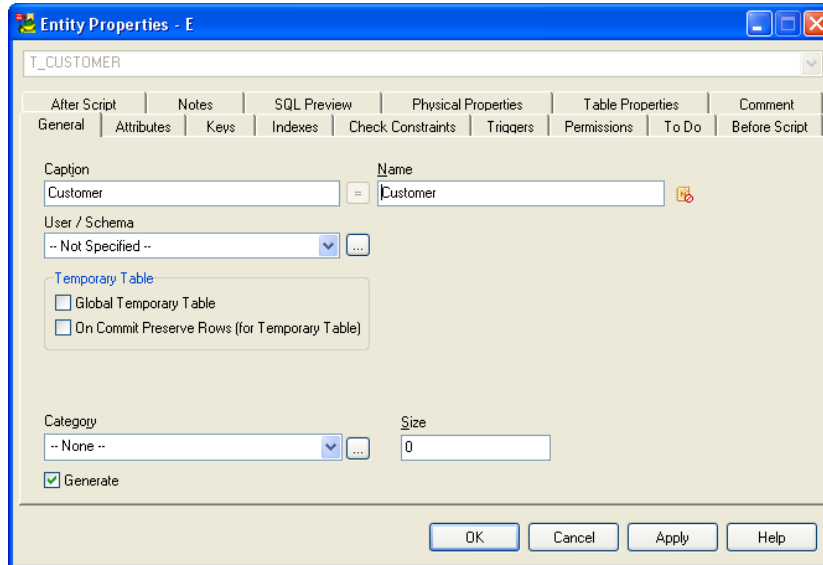 Entity Properties - E
T_CUSTOMER
After Script Notes SQL Preview Physical Properties Table Properties Comment
General Attributes Keys Indexes Check Constraints Triggers Permissions To Do Before Script
Caption Name
Customer = Customer
User / Schema
-- Not Specified -- ...
Temporary Table
Global Temporary Table
On Commit Preserve Rows (for Temporary Table)
Category Size
-- None -- ... 0
Generate
OK Cancel Apply Help